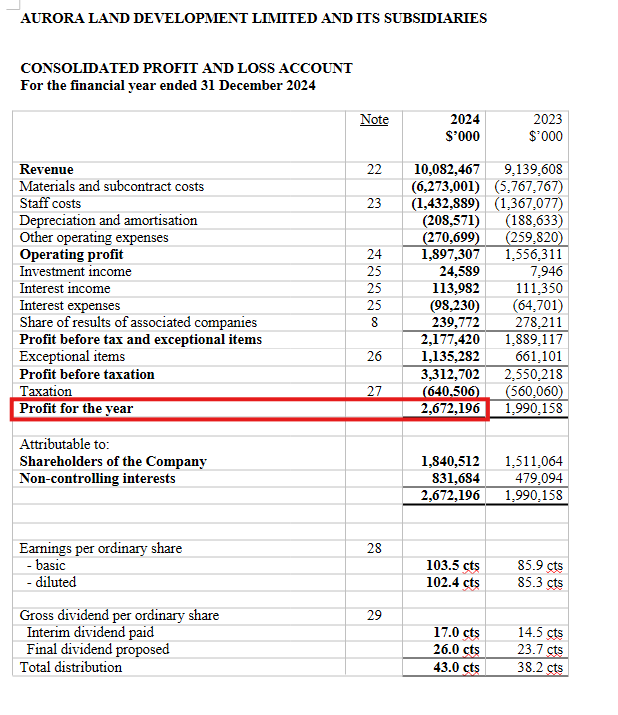 AURORA LAND DEVELOPMENT LIMITED AND ITS SUBSIDIARIES
CONSOLIDATED PROFIT AND LOSS ACCOUNT
For the financial year ended 31 December 2024
Note 2024 2023
$'000 $'000
Revenue 22 10,082,467 9,139,608
Materials and subcontract costs (6,273,001) (5,767,767)
Staff costs 23 (1,432,889) (1,367,077)
Depreciation and amortisation (208,571) (188,633)
Other operating expenses (270,699) (259,820)
Operating profit 24 1,897,307 1,556,311
Investment income 25 24,589 7,946
Interest income 25 113,982 111,350
Interest expenses 25 (98,230) (64,701)
Share of results of associated companies 8 239,772 278,211
Profit before tax and exceptional items 2,177,420 1,889,117
Exceptional items 26 1,135,282 661,101
Profit before taxation 3,312,702 2,550,218
Taxation 27 (640,506) (560,060)
Profit for the year 2,672,196 1,990,158
Attributable to:
Shareholders of the Company 1,840,512 1,511,064
Non-controlling interests 831,684 479,094
2,672,196 1,990,158
Earnings per ordinary share 28
- basic 103.5 cts 85.9 cts
- diluted 102.4 cts 85.3 cts
Gross dividend per ordinary share 29
Interim dividend paid 17.0 cts 14.5 cts
Final dividend proposed 26.0 cts 23.7 cts
Total distribution 43.0 cts 38.2 cts